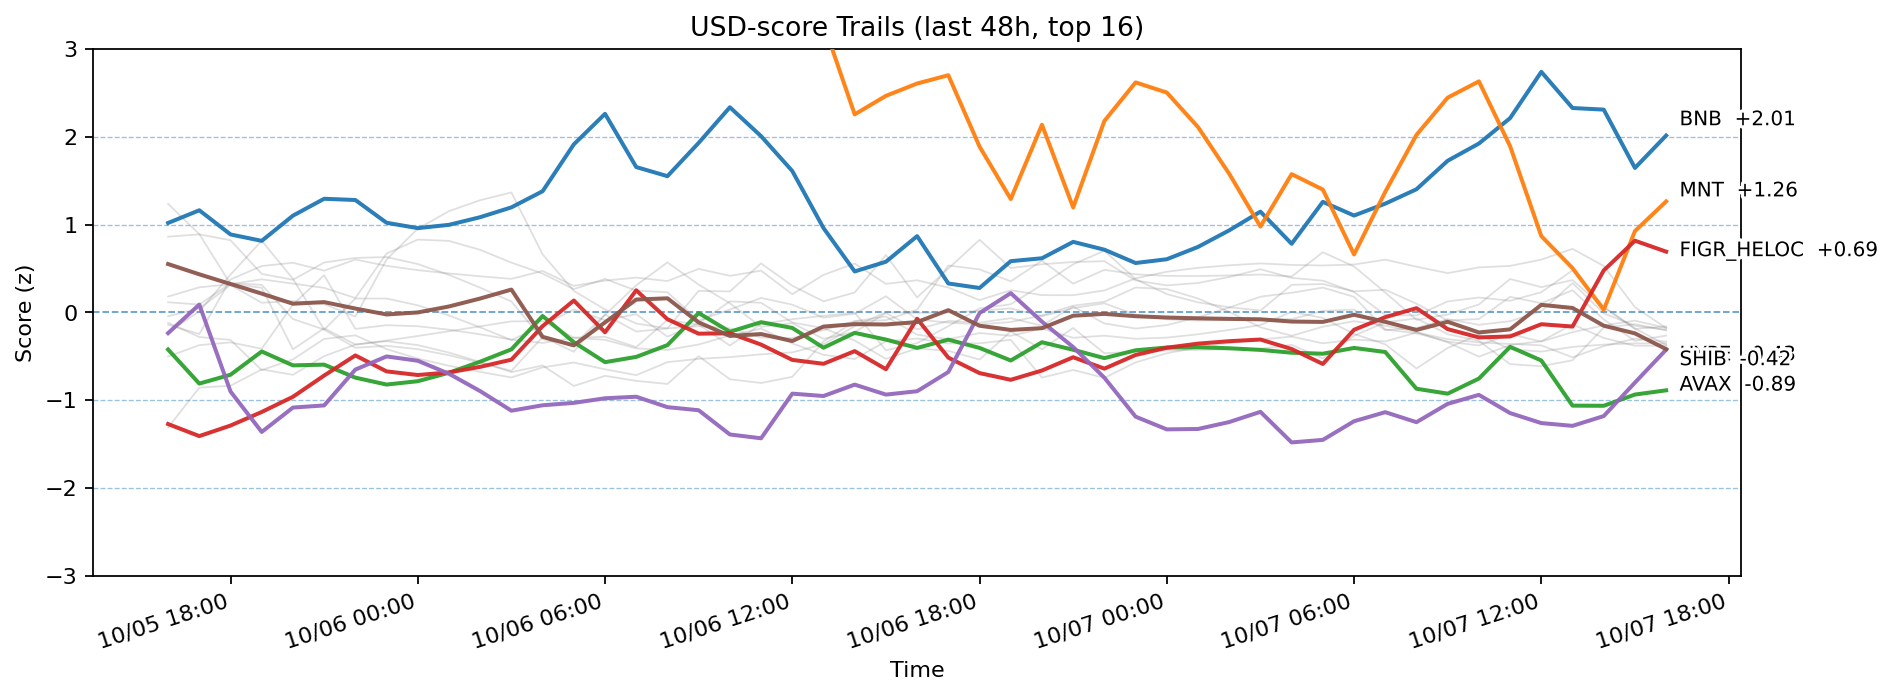 USD-score Trails (last 48h, top 16)
Score (z)
3
2
1
0
−1
−2
−3
BNB +2.01
MNT +1.26
FIGR_HELOC +0.69
SHIB -0.42
AVAX -0.89
10/05 18:00
10/06 00:00
10/06 06:00
10/06 12:00
10/06 18:00
10/07 00:00
10/07 06:00
10/07 12:00
10/07 18:00
Time